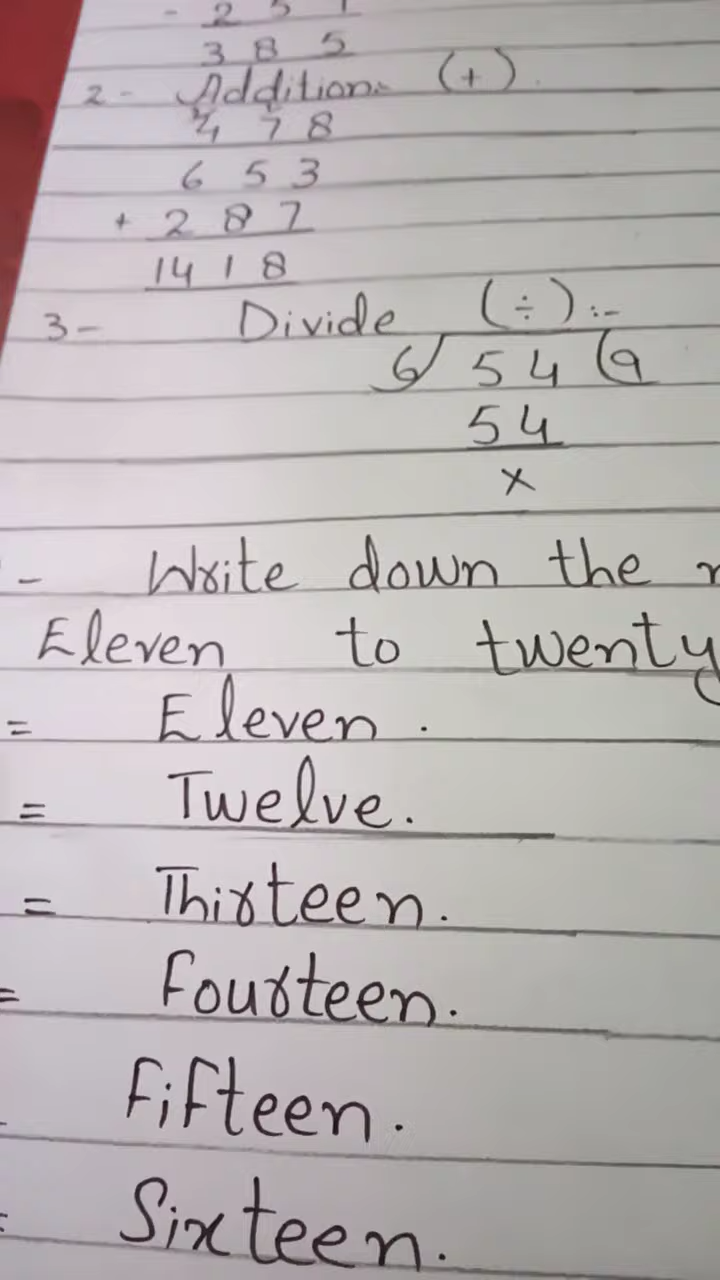 3 8 5
2- Addition (+).
4 7 8
6 5 3
+ 2 8 7
14 1 8
3- Divide (÷) :-
6) 5 4 (9
5 4
x
- Write down the
Eleven to twenty
= Eleven.
= Twelve.
= Thirteen.
= Fourteen.
Fifteen.
= Sixteen.